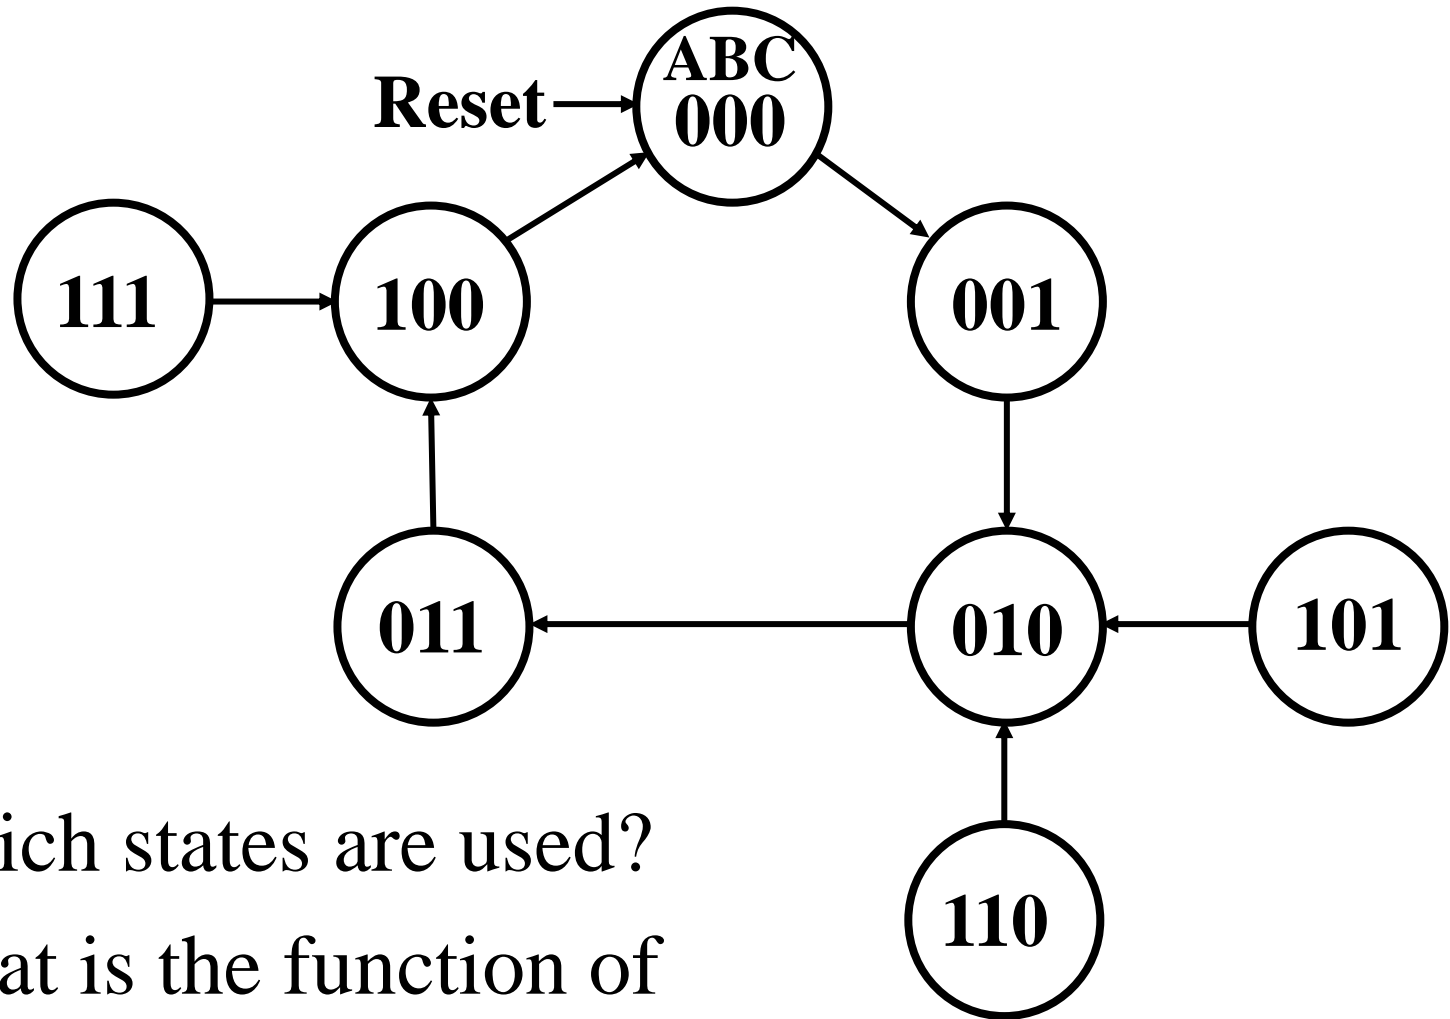 ABC
000
Reset
111
100
001
011
010
101
ich states are used?
110
at is the function of